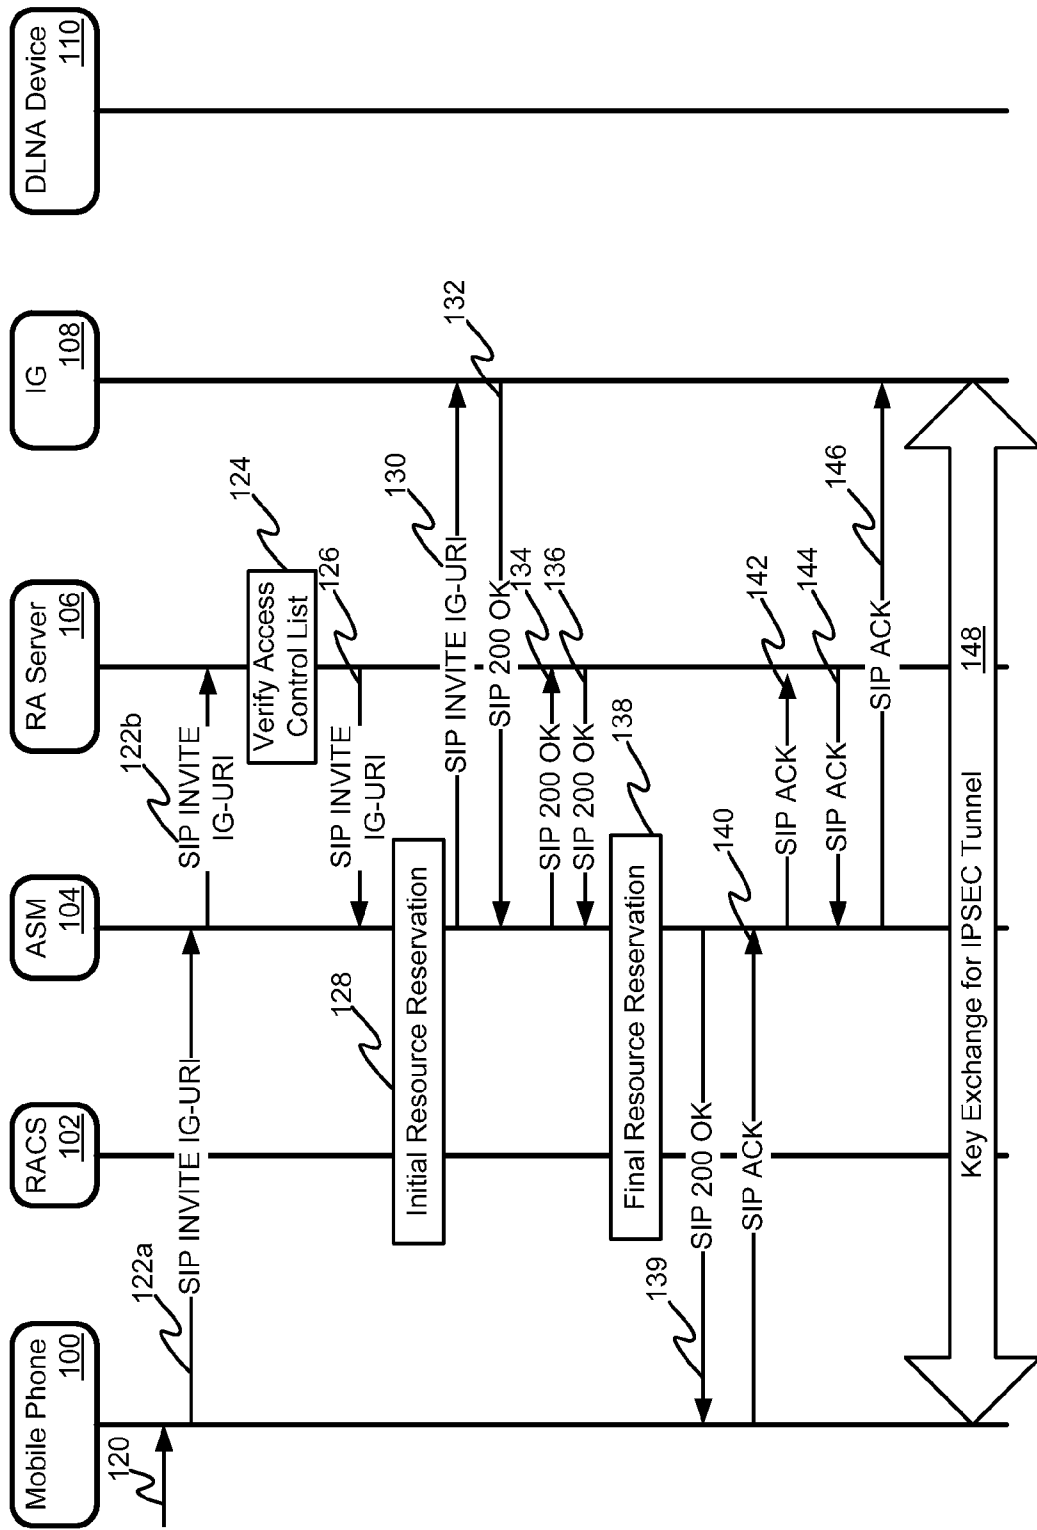 Mobile Phone
100
RACS
102
ASM
104
RA Server
106
IG
108
DLNA Device
110
120
122a
SIP INVITE IG-URI
122b
SIP INVITE
IG-URI
124
Verify Access
Control List
126
SIP INVITE
IG-URI
128
Initial Resource Reservation
130
SIP INVITE IG-URI
132
SIP 200 OK
134
SIP 200 OK
136
SIP 200 OK
138
Final Resource Reservation
139
SIP 200 OK
140
SIP ACK
142
SIP ACK
144
SIP ACK
146
SIP ACK
Key Exchange for IPSEC Tunnel
148